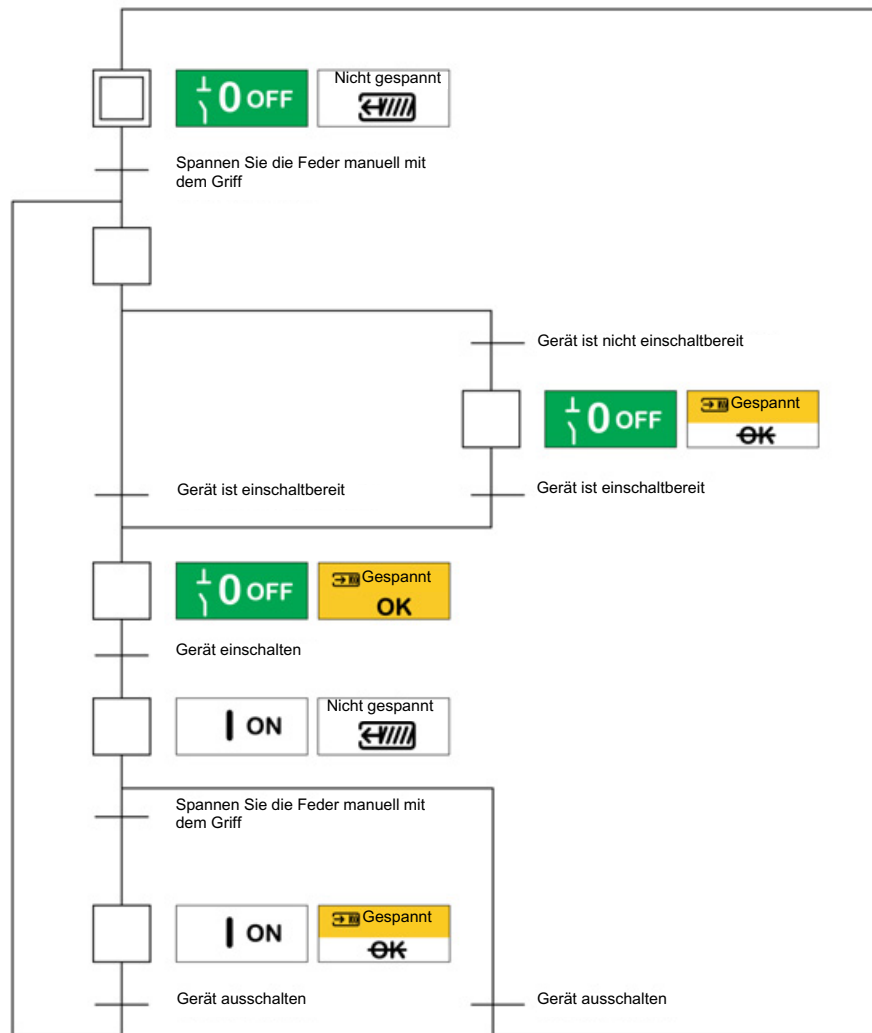 0 OFF
Nicht gespannt
Spannen Sie die Feder manuell mit
dem Griff
Gerät ist nicht einschaltbereit
0 OFF
Gespannt
OK
Gerät ist einschaltbereit
Gerät ist einschaltbereit
0 OFF
Gespannt
OK
Gerät einschalten
I ON
Nicht gespannt
Spannen Sie die Feder manuell mit
dem Griff
I ON
Gespannt
OK
Gerät ausschalten
Gerät ausschalten